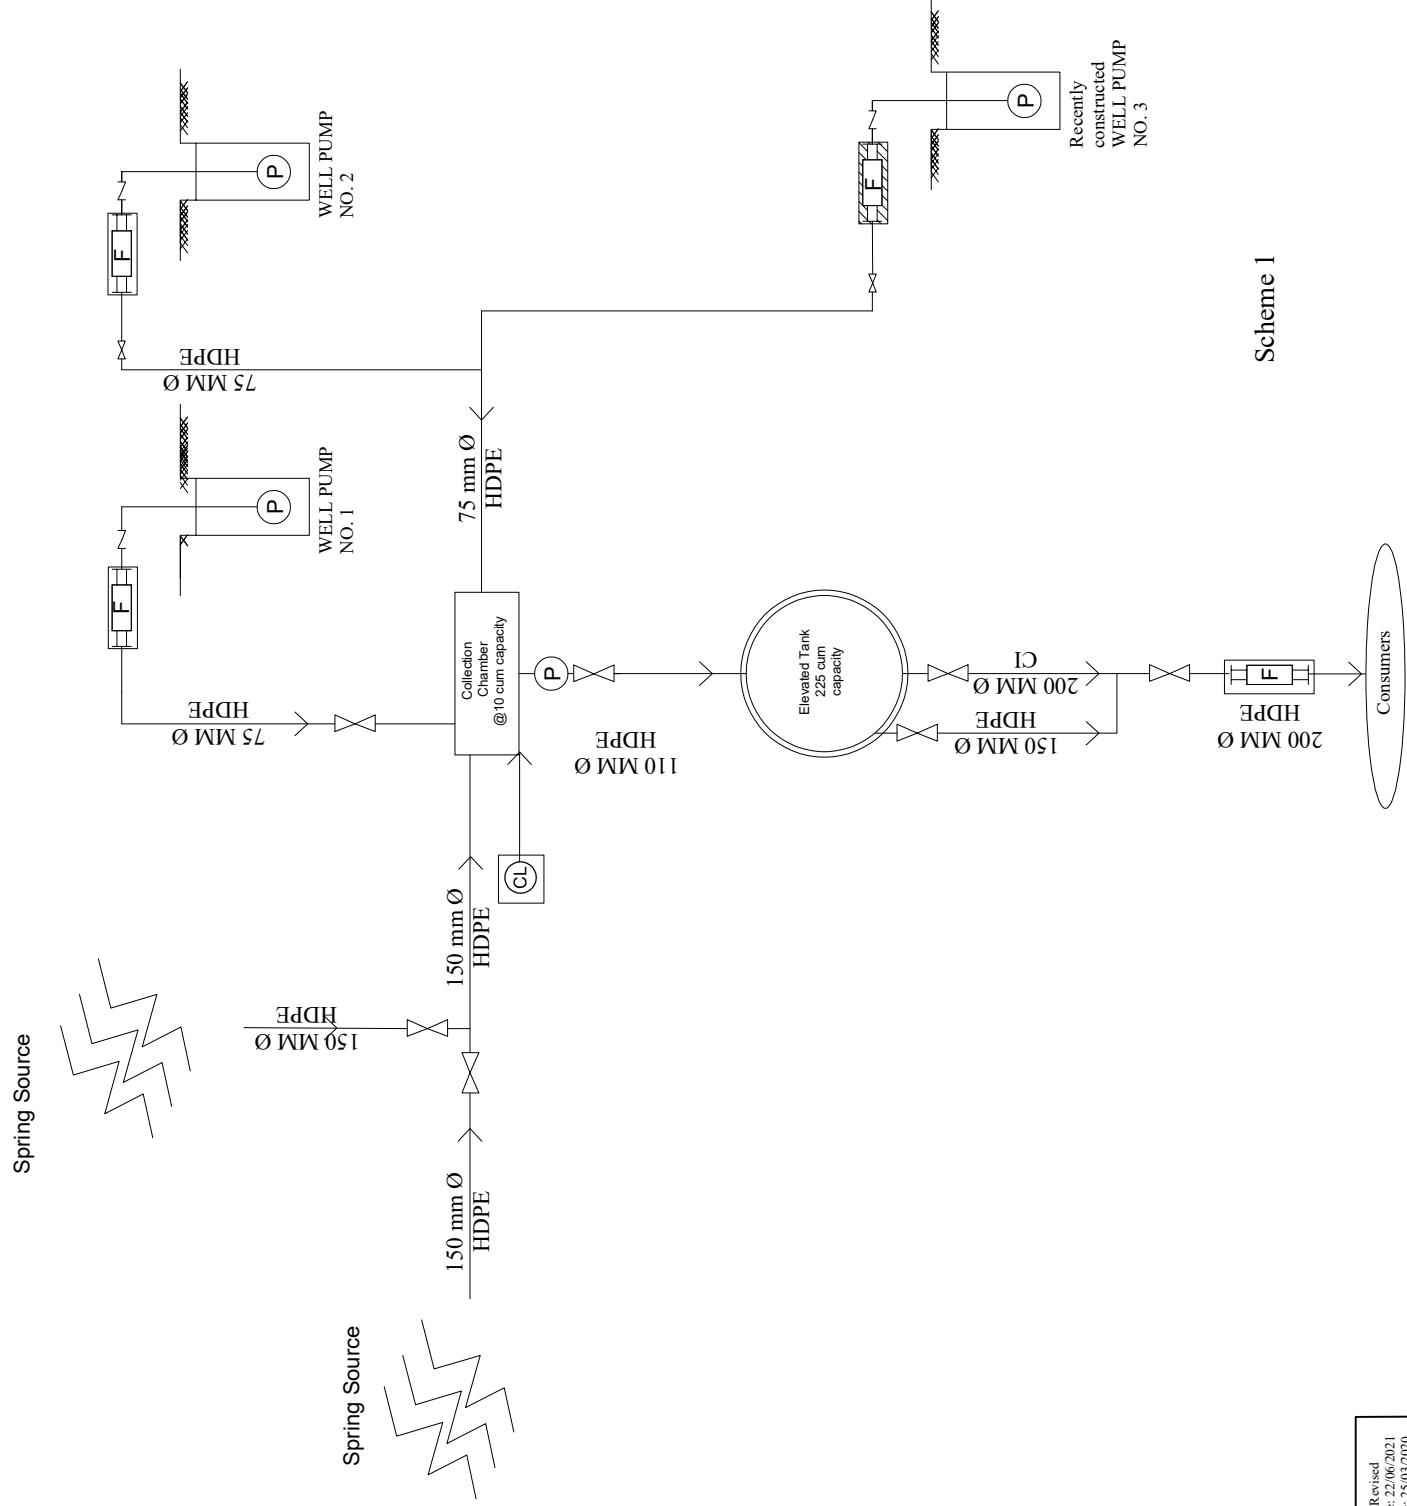 Spring Source
Spring Source
150 mm Ø
HDPE
150 MM Ø
HDPE
150 mm Ø
HDPE
CL
75 MM Ø
HDPE
F
P
WELL PUMP
NO. 1
75 MM Ø
HDPE
F
P
WELL PUMP
NO. 2
75 mm Ø
HDPE
F
P
Recently
constructed
WELL PUMP
NO. 3
Collection
Chamber
@10 cum capacity
P
110 MM Ø
HDPE
Elevated Tank
225 cum
capacity
200 MM Ø
CI
150 MM Ø
HDPE
200 MM Ø
HDPE
F
Consumers
Scheme 1
Revised
: 22/06/2021
25/03/2020